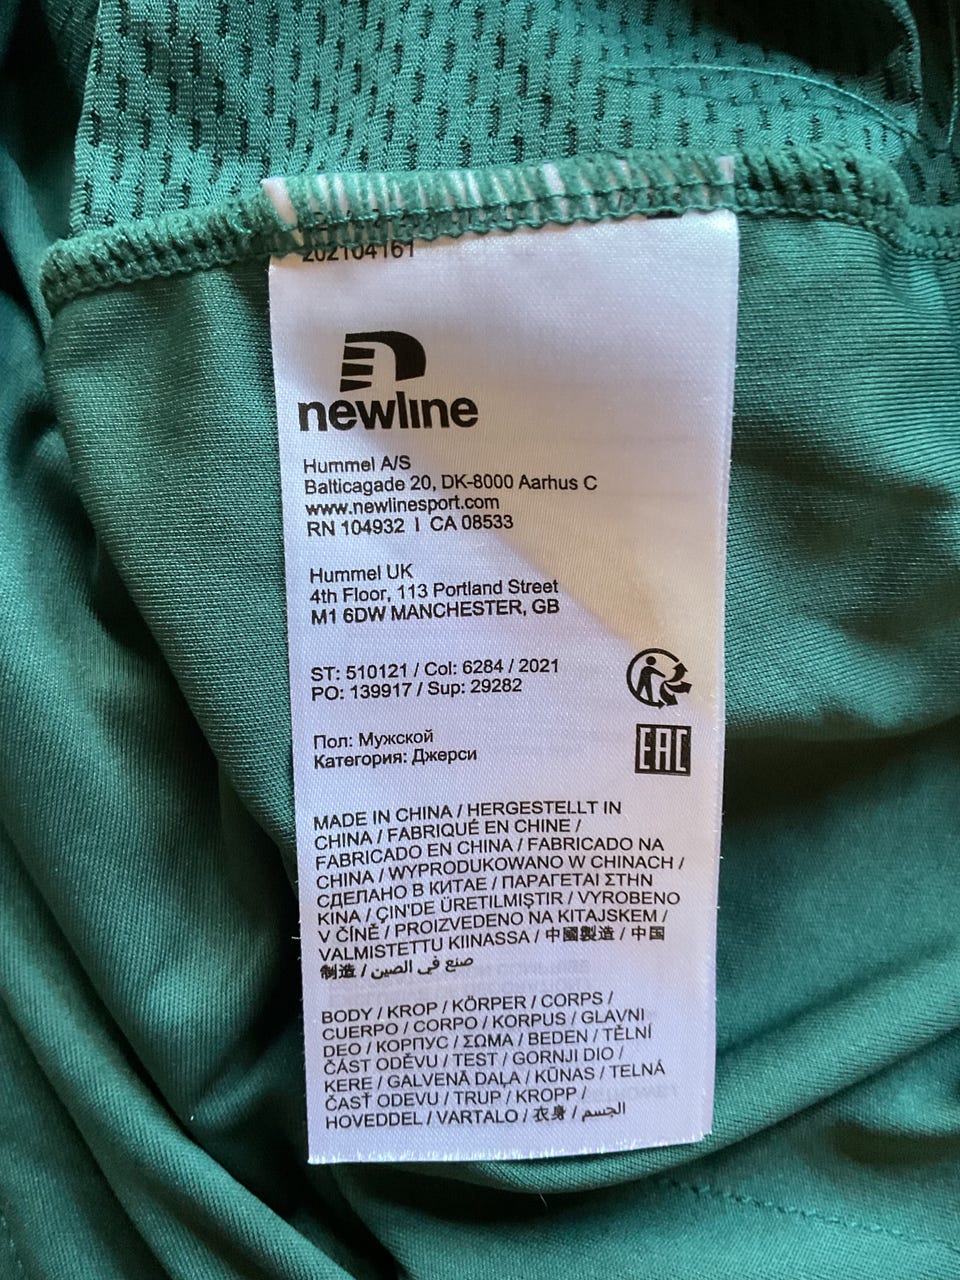 202104161
newline
Hummel A/S
Balticagade 20, DK-8000 Aarhus C
www.newlinesport.com
RN 104932 I CA 08533
Hummel UK
4th Floor, 113 Portland Street
M1 6DW MANCHESTER, GB
ST: 510121 / Col: 6284 / 2021
PO: 139917 / Sup: 29282
Пол: Мужской
Категория: Джерси
EAC
MADE IN CHINA / HERGESTELLT IN
CHINA / FABRIQUÉ EN CHINE /
FABRICADO EN CHINA / FABRICADO NA
CHINA / WYPRODUKOWANO W CHINACH /
СДЕЛАНО В КИТАЕ / ΠΑΡΑΓΕΤΑΙ ΣΤΗΝ
ΚΙΝΑ / ÇIN'DE ÜRETILMIŞTIR / VYROBENO
V ČÍNĚ / PROIZVEDENO NA KITAJSKEM /
VALMISTETTU KIINASSA / 中國製造 / 中国
制造 / صنع في الصين
BODY / KROP / KÖRPER / CORPS /
CUERPO / CORPO / KORPUS / GLAVNI
DEO / КОРПУС / ΣΩΜΑ / BEDEN / TĚLNÍ
ČÁST ODĚVU / TEST / GORNJI DIO /
KERE / GALVENĀ DAĻA / KŪNAS / TELNÁ
ČASŤ ODEVU / TRUP / KROPP /
HOVEDDEL / VARTALO / 衣身 / الجسم